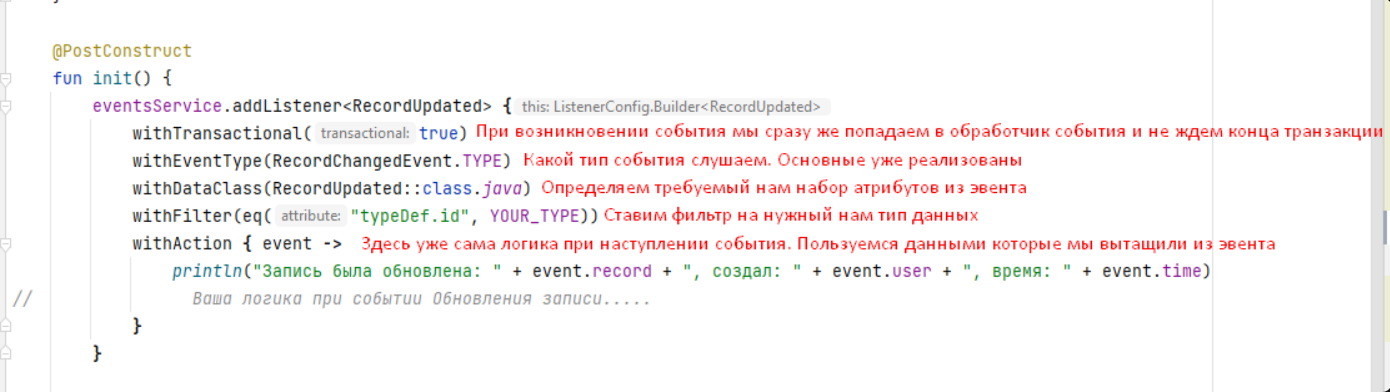 @PostConstruct
fun init() {
eventsService.addListener<RecordUpdated> { this: ListenerConfig.Builder<RecordUpdated>
withTransactional( transactional: true) При возникновении события мы сразу же попадаем в обработчик события и не ждем конца транзакции
withEventType(RecordChangedEvent.TYPE) Какой тип события слушаем. Основные уже реализованы
withDataClass(RecordUpdated::class.java) Определяем требуемый нам набор атрибутов из эвента
withFilter(eq( attribute: "typeDef.id", YOUR_TYPE)) Ставим фильтр на нужный нам тип данных
withAction { event -> Здесь уже сама логика при наступлении события. Пользуемся данными которые мы вытащили из эвента
println("Запись была обновлена: " + event.record + ", создал: " + event.user + ", время: " + event.time)
// Ваша логика при событии Обновления записи.....
}
}